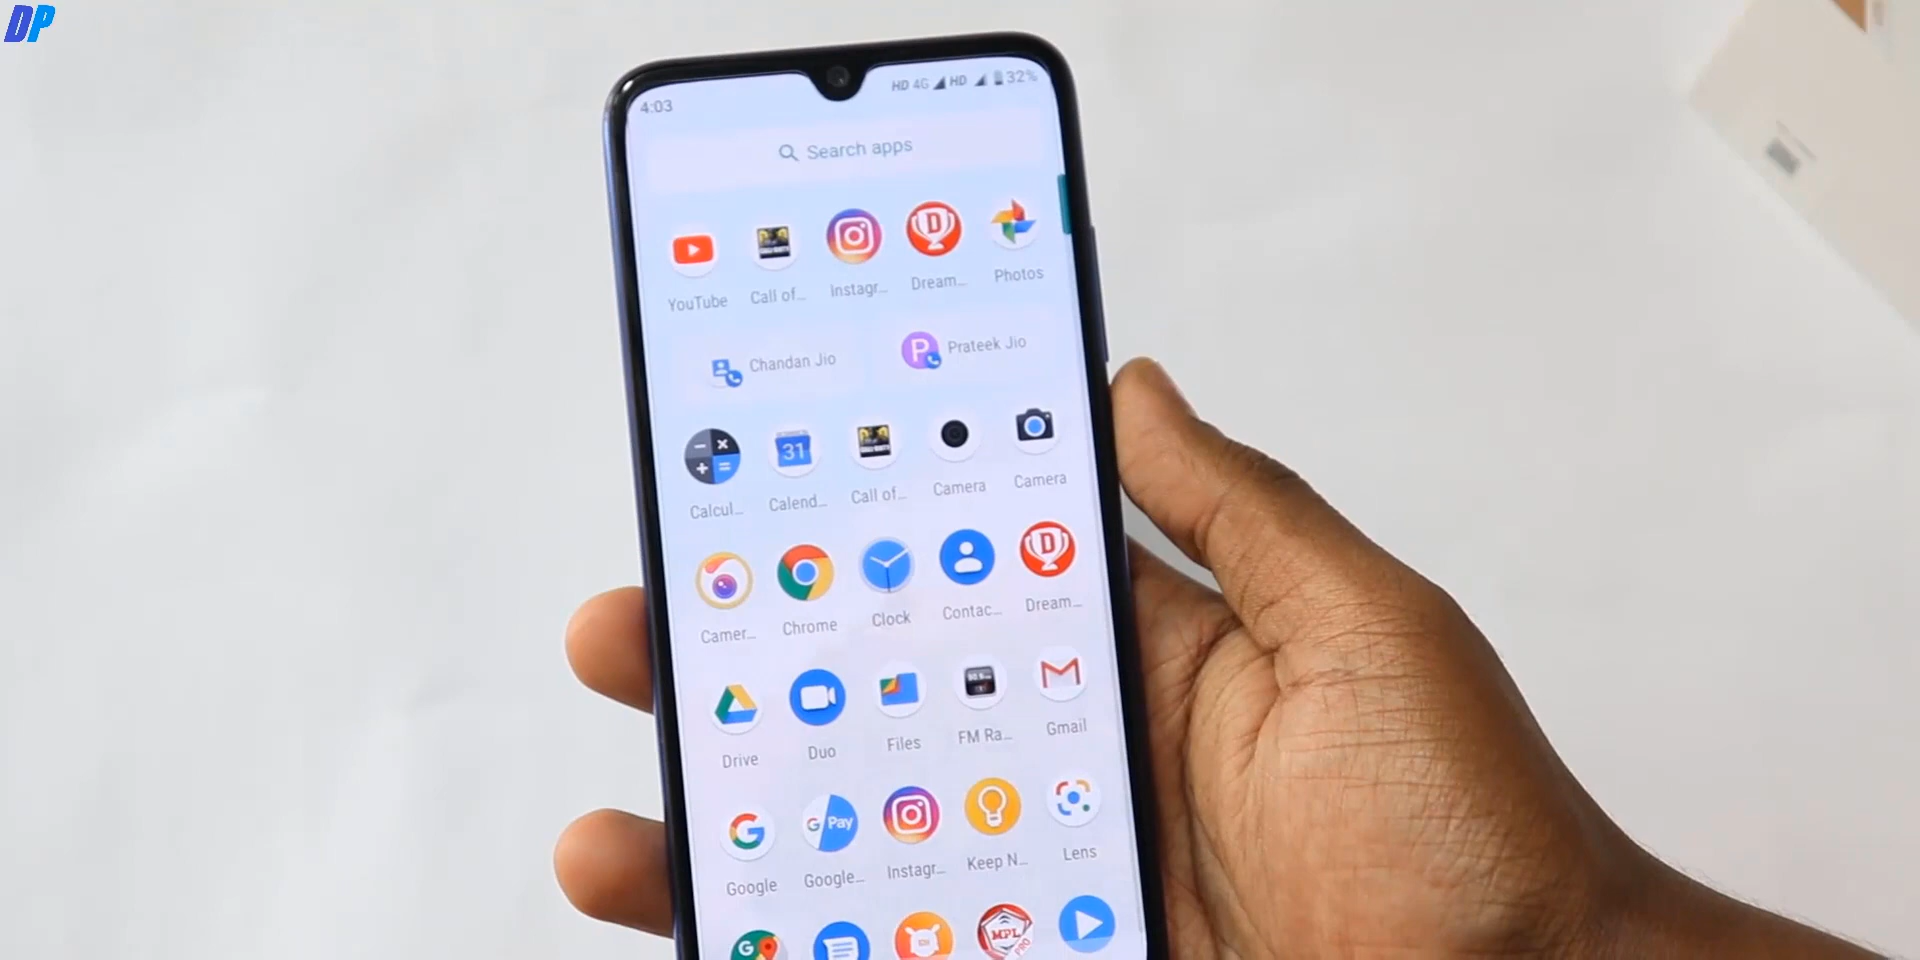 DP
4:03 HD 4G HD 32%
Search apps
YouTube Call of... Instagr... Dream... Photos
Chandan Jio P Prateek Jio
31
Calcul... Calend... Call of... Camera Camera
D
Camer... Chrome Clock Contac... Dream...
Drive Duo Files FM Ra... Gmail
G Pay
Google Google... Instagr... Keep N... Lens
G MI MPL PRO